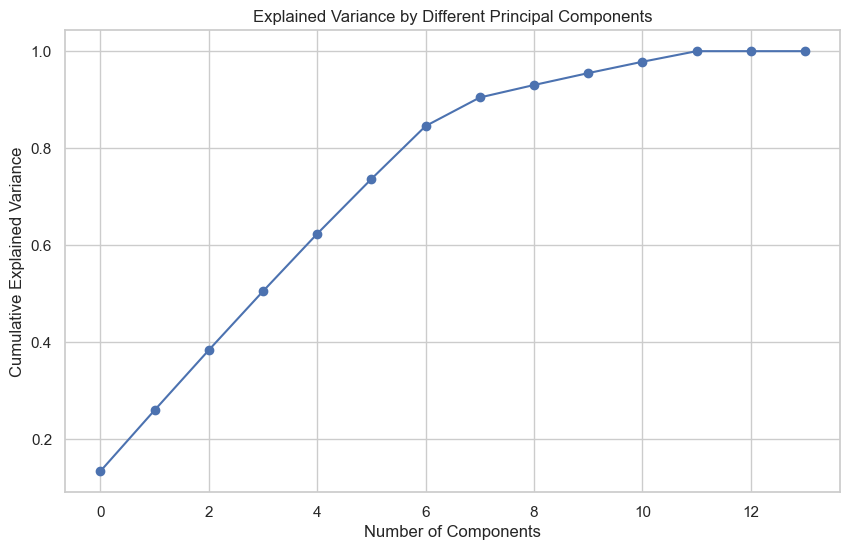 Explained Variance by Different Principal Components
1.0
0.8
0.6
0.4
0.2
Cumulative Explained Variance
0 2 4 6 8 10 12
Number of Components